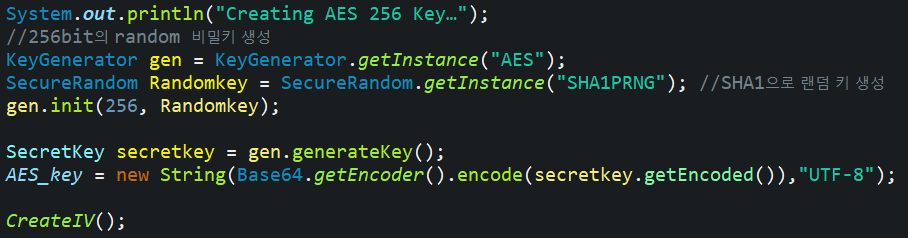 System.out.println("Creating AES 256 Key…");
//256bit의 random 비밀키 생성
KeyGenerator gen = KeyGenerator.getInstance("AES");
SecureRandom Randomkey = SecureRandom.getInstance("SHA1PRNG"); //SHA1으로 랜덤 키 생성
gen.init(256, Randomkey);
SecretKey secretkey = gen.generateKey();
AES_key = new String(Base64.getEncoder().encode(secretkey.getEncoded()),"UTF-8");
CreateIV();